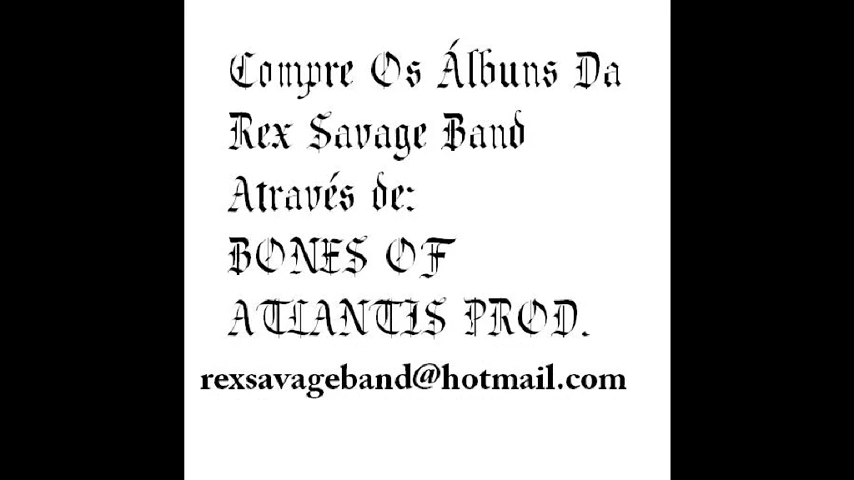 Compre Os Álbuns Da
Rex Savage Band
Através de:
BONES OF
ATLANTIS PROD.
rexsavageband@hotmail.com